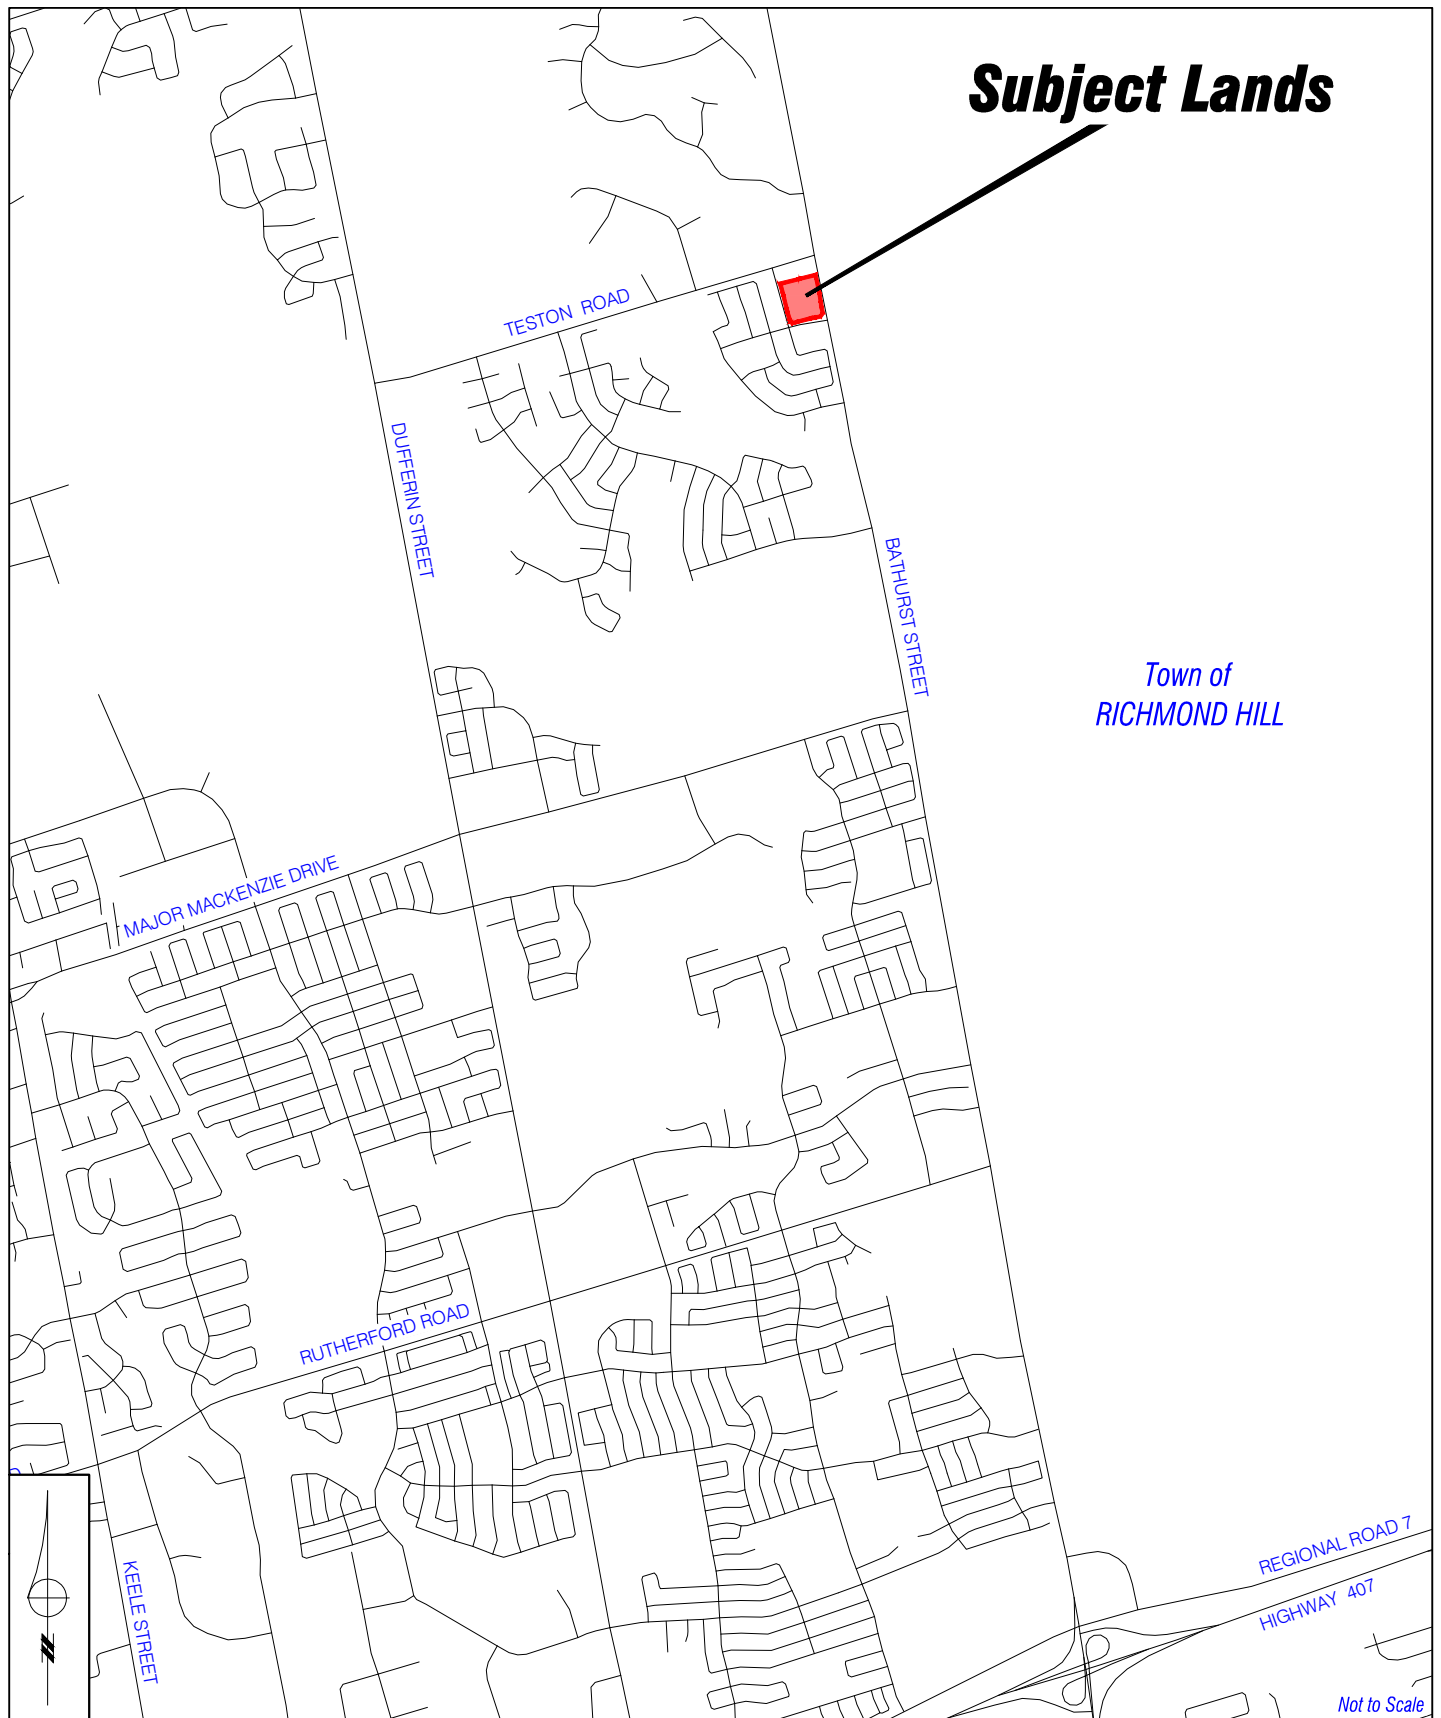 Subject Lands
TESTON ROAD
DUFFERIN STREET
BATHURST STREET
Town of
RICHMOND HILL
MAJOR MACKENZIE DRIVE
RUTHERFORD ROAD
KEELE STREET
REGIONAL ROAD 7
HIGHWAY 407
N
Not to Scale